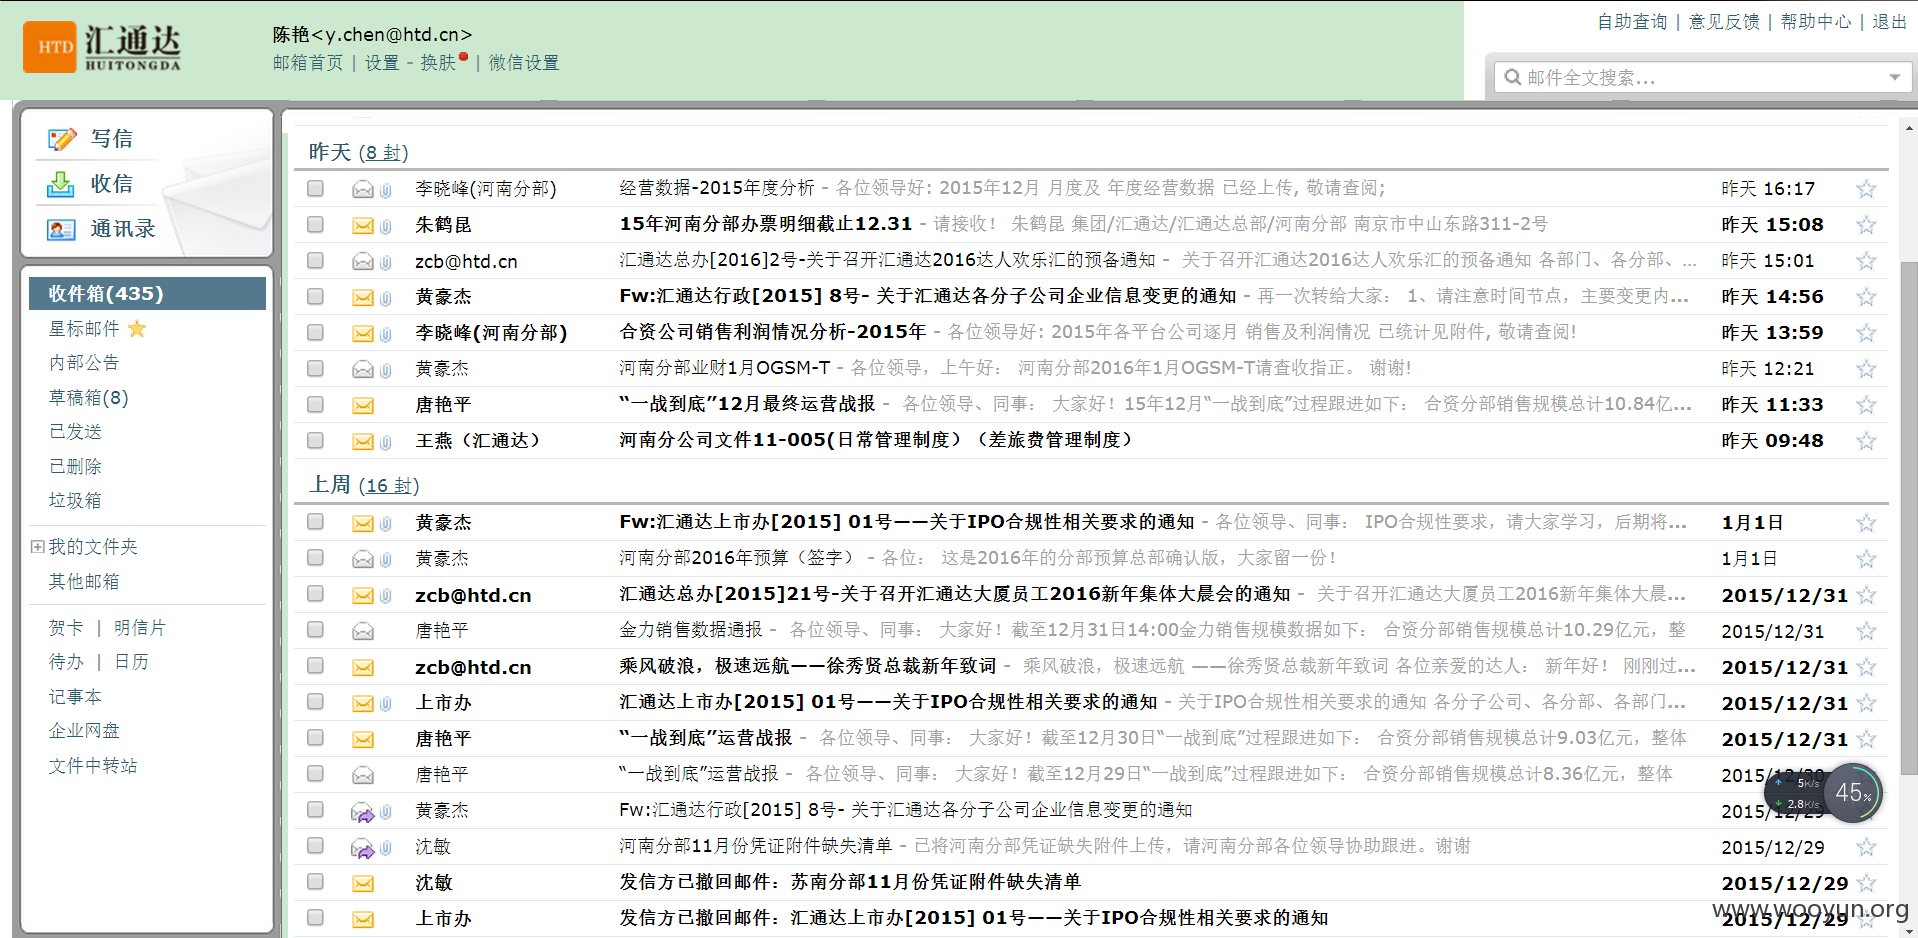 HTD 汇通达 HUITONGDA
陈艳<y.chen@htd.cn>
邮箱首页 | 设置 - 换肤 | 微信设置
自助查询 | 意见反馈 | 帮助中心 | 退出
邮件全文搜索...
写信
收信
通讯录
收件箱(435)
星标邮件
内部公告
草稿箱(8)
已发送
已删除
垃圾箱
我的文件夹
其他邮箱
贺卡 | 明信片
待办 | 日历
记事本
企业网盘
文件中转站
昨天 (8 封)
李晓峰(河南分部) 经营数据-2015年度分析 - 各位领导好: 2015年12月 月度及 年度经营数据 已经上传, 敬请查阅; 昨天 16:17
朱鹤昆 15年河南分部办票明细截止12.31 - 请接收！ 朱鹤昆 集团/汇通达/汇通达总部/河南分部 南京市中山东路311-2号 昨天 15:08
zcb@htd.cn 汇通达总办[2016]2号-关于召开汇通达2016达人欢乐汇的预备通知 - 关于召开汇通达2016达人欢乐汇的预备通知 各部门、各分部、... 昨天 15:01
黄豪杰 Fw:汇通达行政[2015] 8号- 关于汇通达各分子公司企业信息变更的通知 - 再一次转给大家： 1、请注意时间节点，主要变更内... 昨天 14:56
李晓峰(河南分部) 合资公司销售利润情况分析-2015年 - 各位领导好: 2015年各平台公司逐月 销售及利润情况 已统计见附件, 敬请查阅! 昨天 13:59
黄豪杰 河南分部业财1月OGSM-T - 各位领导，上午好： 河南分部2016年1月OGSM-T请查收指正。 谢谢! 昨天 12:21
唐艳平 “一战到底”12月最终运营战报 - 各位领导、同事： 大家好！15年12月“一战到底”过程跟进如下： 合资分部销售规模总计10.84亿... 昨天 11:33
王燕（汇通达） 河南分公司文件11-005(日常管理制度）（差旅费管理制度） 昨天 09:48
上周 (16 封)
黄豪杰 Fw:汇通达上市办[2015] 01号——关于IPO合规性相关要求的通知 - 各位领导、同事： IPO合规性要求，请大家学习，后期将... 1月1日
黄豪杰 河南分部2016年预算（签字） - 各位： 这是2016年的分部预算总部确认版，大家留一份！ 1月1日
zcb@htd.cn 汇通达总办[2015]21号-关于召开汇通达大厦员工2016新年集体大晨会的通知 - 关于召开汇通达大厦员工2016新年集体大晨... 2015/12/31
唐艳平 金力销售数据通报 - 各位领导、同事： 大家好！截至12月31日14:00金力销售规模数据如下： 合资分部销售规模总计10.29亿元，整 2015/12/31
zcb@htd.cn 乘风破浪，极速远航——徐秀贤总裁新年致词 - 乘风破浪，极速远航 ——徐秀贤总裁新年致词 各位亲爱的达人： 新年好！ 刚刚过... 2015/12/31
上市办 汇通达上市办[2015] 01号——关于IPO合规性相关要求的通知 - 关于IPO合规性相关要求的通知 各分子公司、各分部、各部门... 2015/12/31
唐艳平 “一战到底”运营战报 - 各位领导、同事： 大家好！截至12月30日“一战到底”过程跟进如下： 合资分部销售规模总计9.03亿元，整体 2015/12/31
唐艳平 “一战到底”运营战报 - 各位领导、同事： 大家好！截至12月29日“一战到底”过程跟进如下： 合资分部销售规模总计8.36亿元，整体 2015/12/30
黄豪杰 Fw:汇通达行政[2015] 8号- 关于汇通达各分子公司企业信息变更的通知 2015/12/29
沈敏 河南分部11月份凭证附件缺失清单 - 已将河南分部凭证缺失附件上传，请河南分部各位领导协助跟进。谢谢 2015/12/29
沈敏 发信方已撤回邮件：苏南分部11月份凭证附件缺失清单 2015/12/29
上市办 发信方已撤回邮件：汇通达上市办[2015] 01号——关于IPO合规性相关要求的通知 2015/12/29
5K/s
2.8K/s
45%
www.wooyun.org